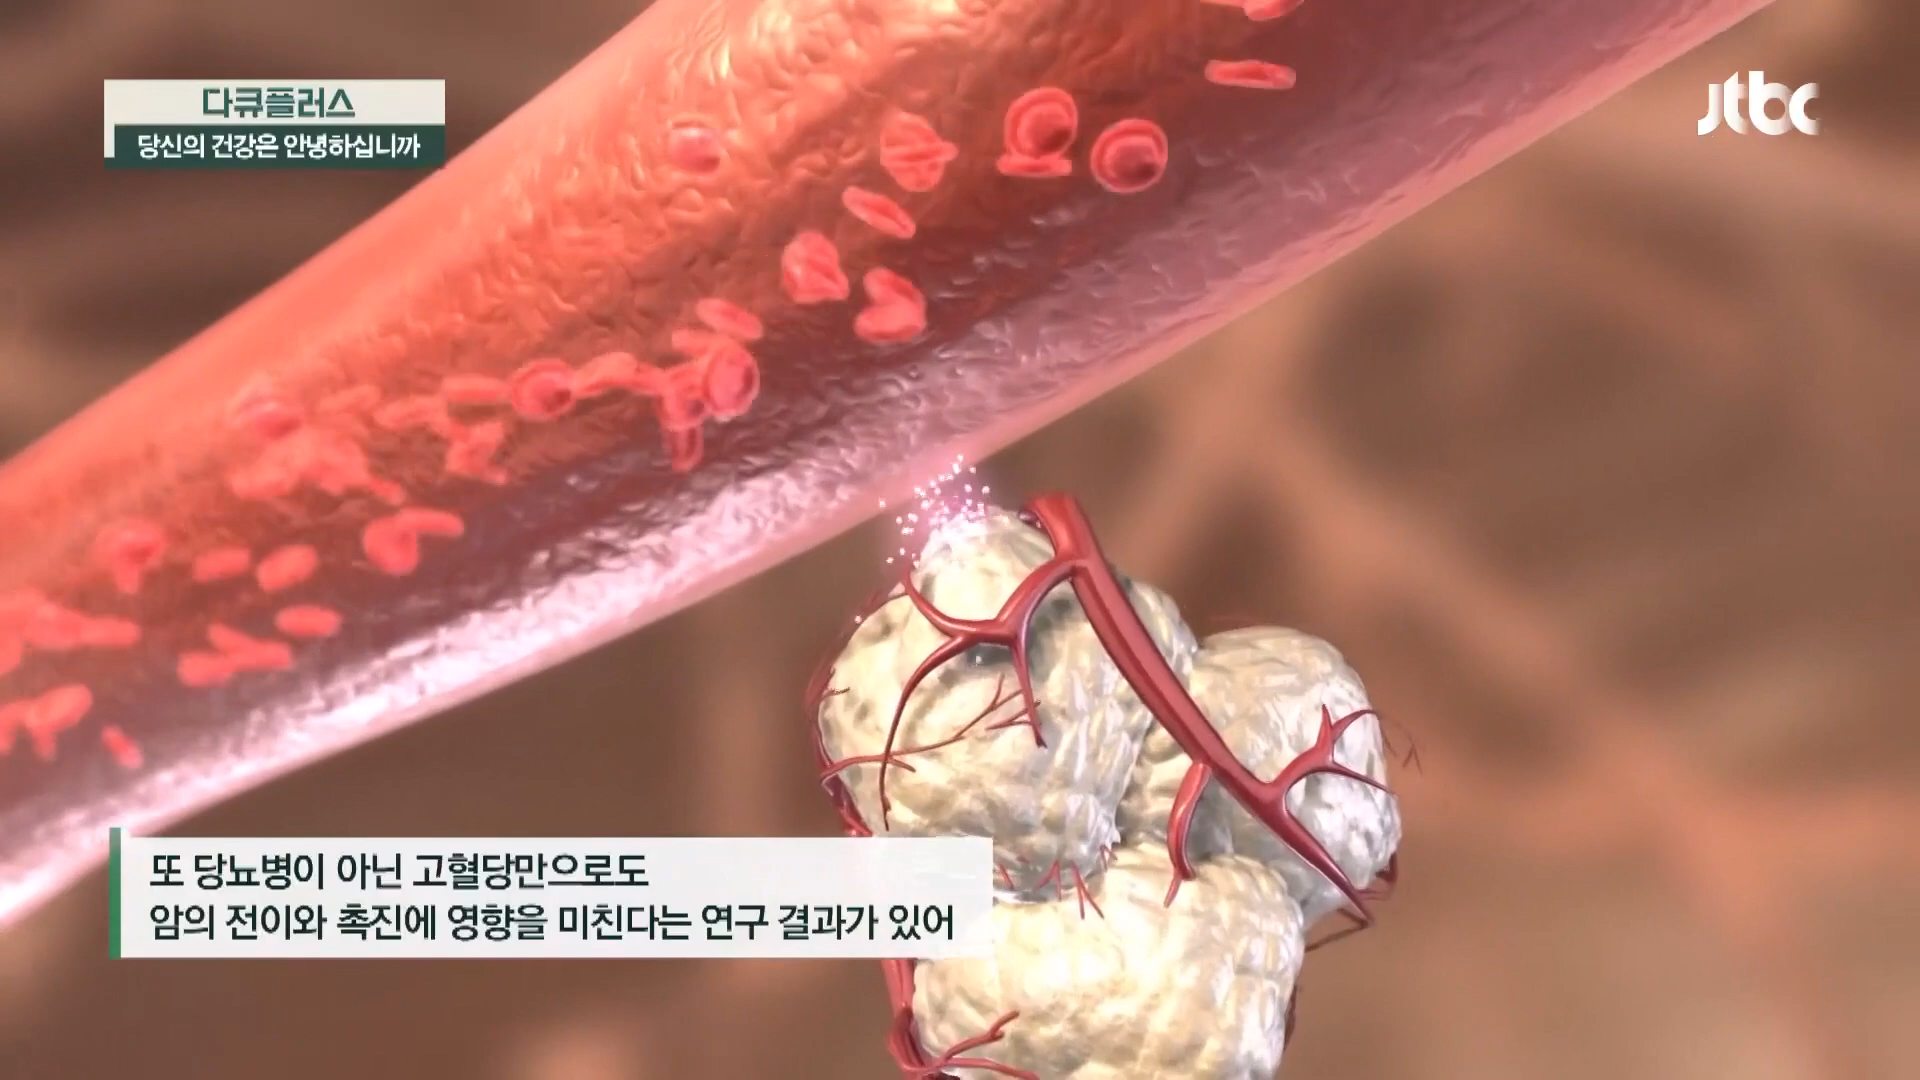 다큐플러스
당신의 건강은 안녕하십니까
jtbc
또 당뇨병이 아닌 고혈당만으로도
암의 전이와 촉진에 영향을 미친다는 연구 결과가 있어